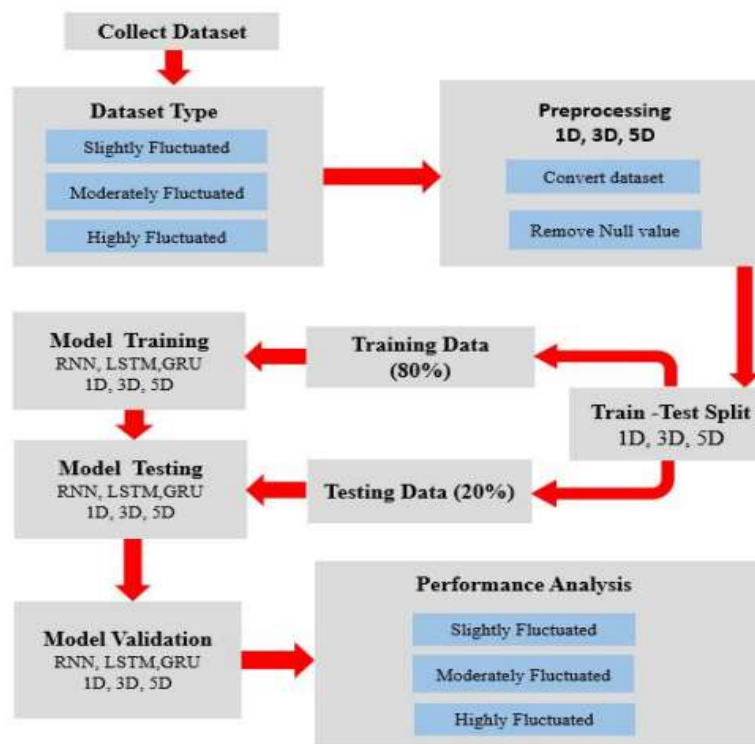 Collect Dataset
Dataset Type
Slightly Fluctuated
Moderately Fluctuated
Highly Fluctuated
Preprocessing
1D, 3D, 5D
Convert dataset
Remove Null value
Model Training
RNN, LSTM,GRU
1D, 3D, 5D
Training Data
(80%)
Train -Test Split
1D, 3D, 5D
Model Testing
RNN, LSTM,GRU
1D, 3D, 5D
Testing Data (20%)
Model Validation
RNN, LSTM,GRU
1D, 3D, 5D
Performance Analysis
Slightly Fluctuated
Moderately Fluctuated
Highly Fluctuated